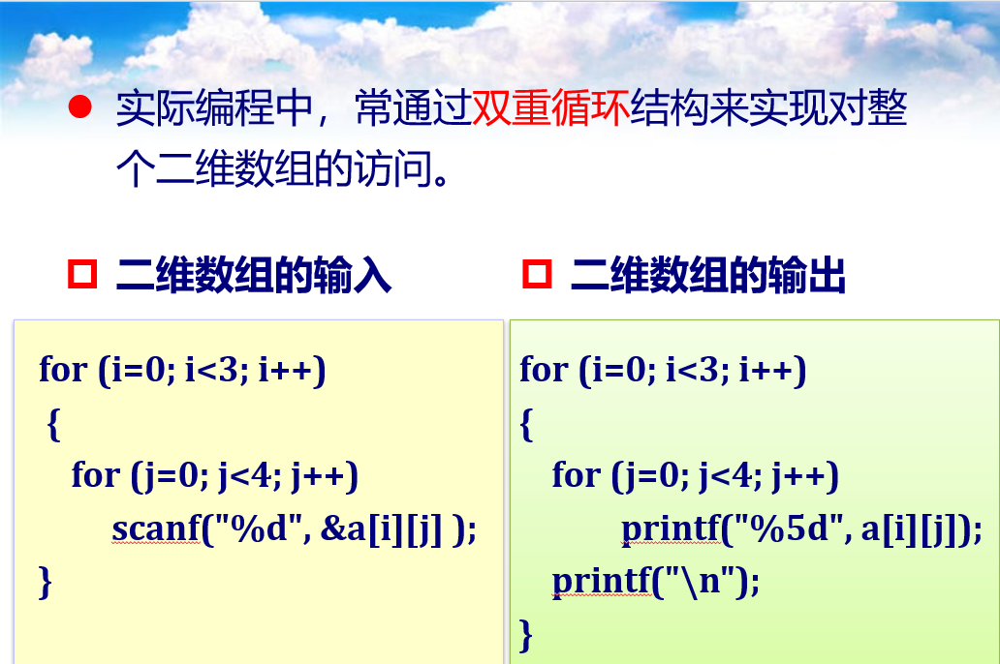 实际编程中，常通过双重循环结构来实现对整
个二维数组的访问。
二维数组的输入
for (i=0; i<3; i++)
{
for (j=0; j<4; j++)
scanf("%d", &a[i][j] );
}
二维数组的输出
for (i=0; i<3; i++)
{
for (j=0; j<4; j++)
printf("%5d", a[i][j]);
printf("\n");
}